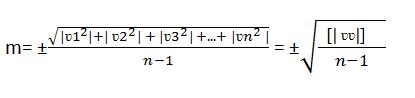 m= ± √|v1²|+| v2²| + |v3²| +...+ |vn² | / n−1 = ± √( [| vv|] / n−1 )